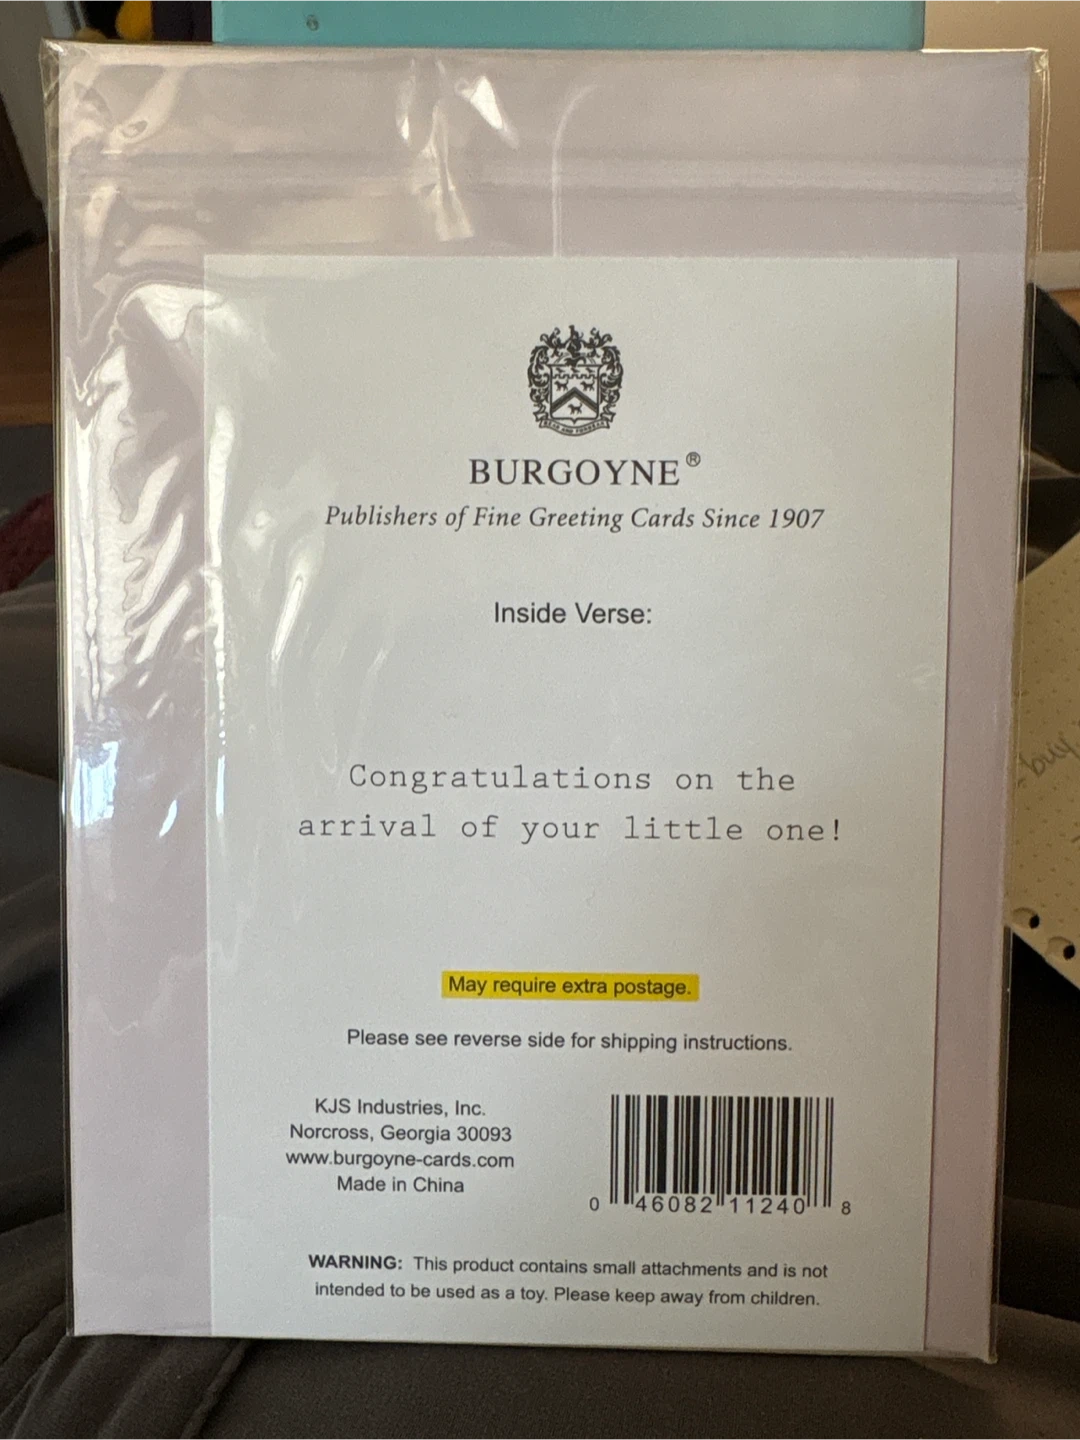 BURGOYNE®
Publishers of Fine Greeting Cards Since 1907
Inside Verse:
Congratulations on the
arrival of your little one!
May require extra postage.
Please see reverse side for shipping instructions.
KJS Industries, Inc.
Norcross, Georgia 30093
www.burgoyne-cards.com
Made in China
0 46082 11240 8
WARNING: This product contains small attachments and is not
intended to be used as a toy. Please keep away from children.
buy